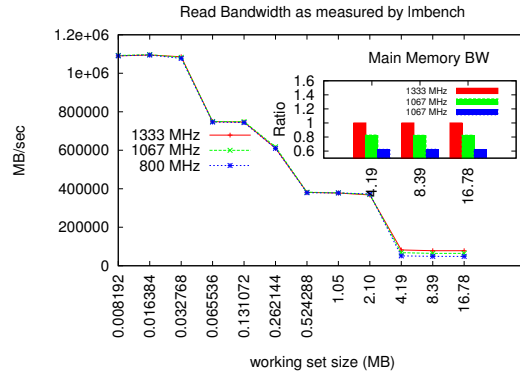 Read Bandwidth as measured by lmbench
1.2e+06
1e+06
800000
600000
400000
200000
0
MB/sec
1333 MHz
1067 MHz
800 MHz
Main Memory BW
1.6
1.4
1.2
1
0.8
0.6
Ratio
1333 MHz
1067 MHz
1067 MHz
4.19
8.39
16.78
0.008192
0.016384
0.032768
0.065536
0.131072
0.262144
0.524288
1.05
2.10
4.19
8.39
16.78
working set size (MB)